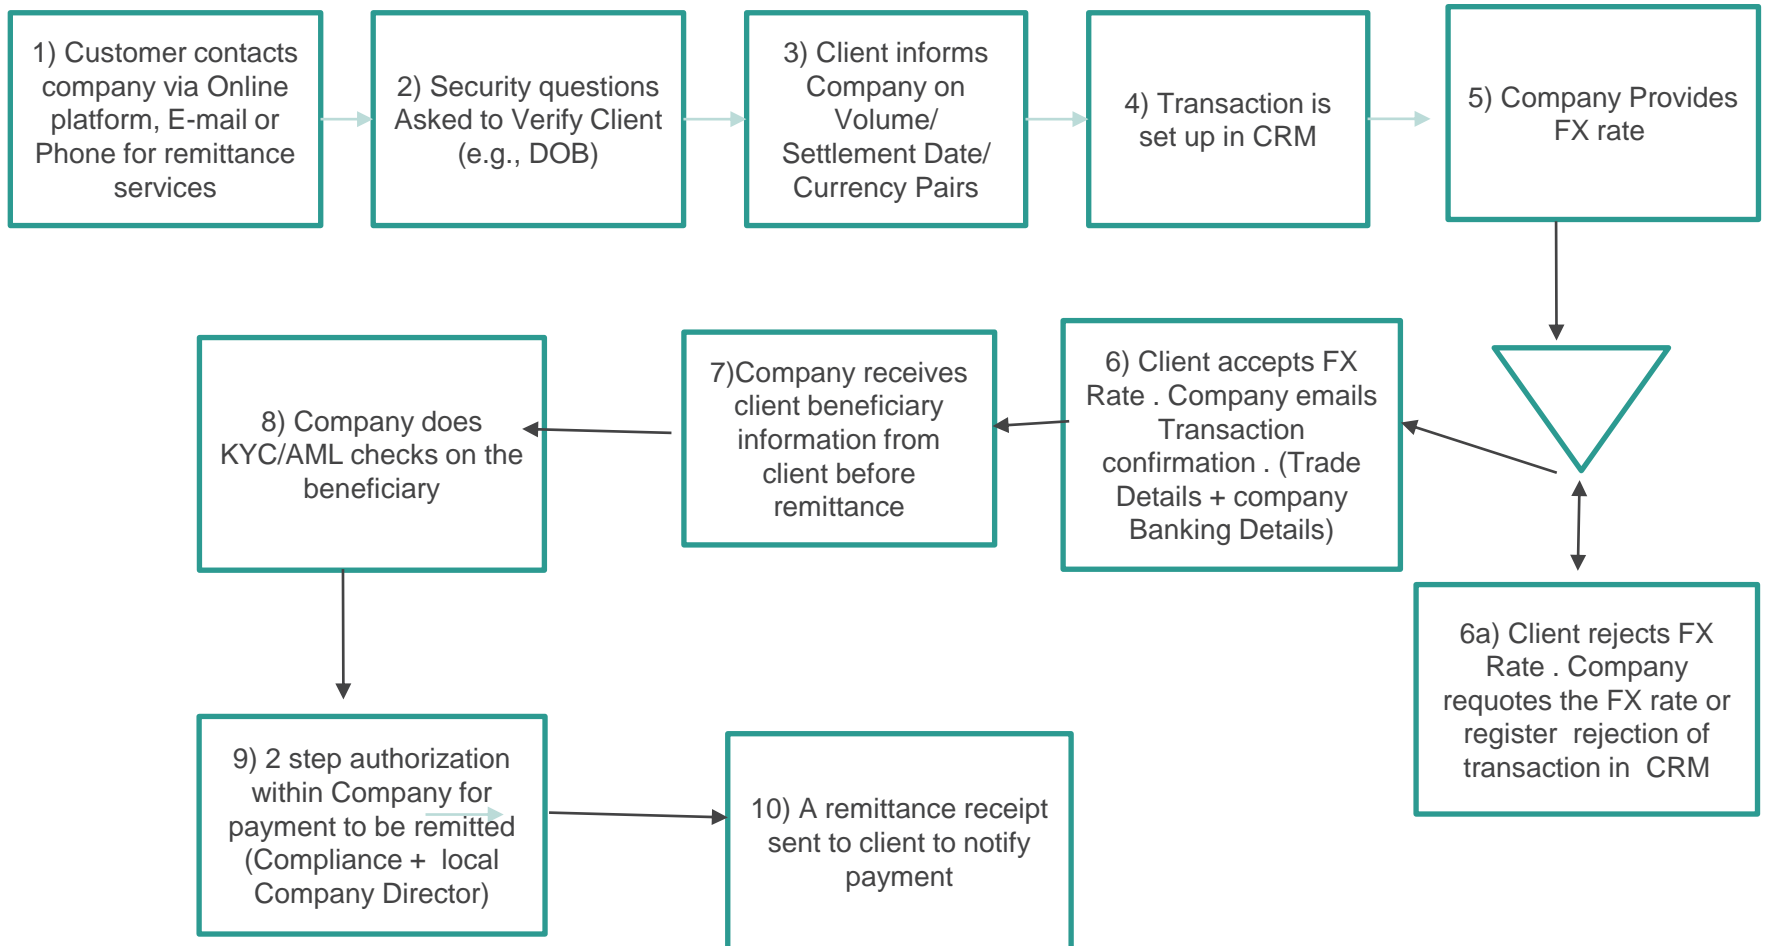 1) Customer contacts
company via Online
platform, E-mail or
Phone for remittance
services
2) Security questions
Asked to Verify Client
(e.g., DOB)
3) Client informs
Company on
Volume/
Settlement Date/
Currency Pairs
4) Transaction is
set up in CRM
5) Company Provides
FX rate
6) Client accepts FX
Rate . Company emails
Transaction
confirmation . (Trade
Details + company
Banking Details)
6a) Client rejects FX
Rate . Company
requotes the FX rate or
register  rejection of
transaction in  CRM
7)Company receives
client beneficiary
information from
client before
remittance
8) Company does
KYC/AML checks on the
beneficiary
9) 2 step authorization
within Company for
payment to be remitted
(Compliance +  local
Company Director)
10) A remittance receipt
sent to client to notify
payment